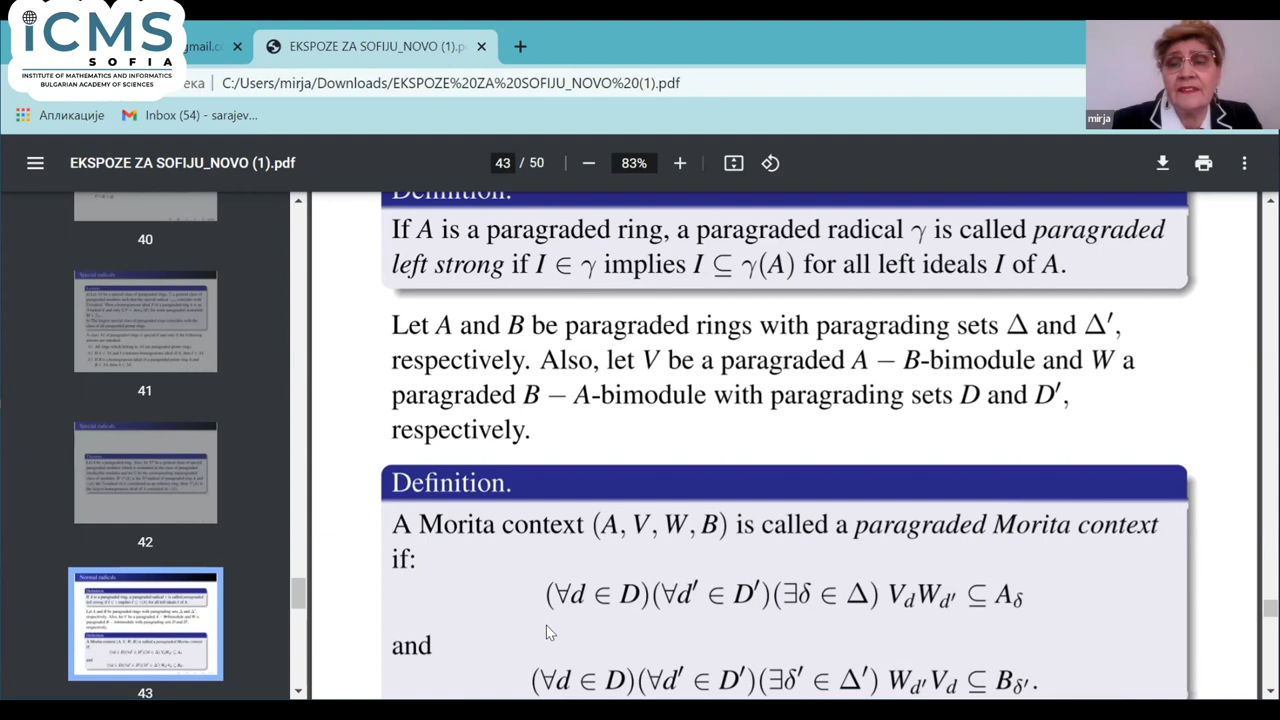 iCMS
SOFIA
INSTITUTE OF MATHEMATICS AND INFORMATICS
BULGARIAN ACADEMY OF SCIENCES
EKSPOZE ZA SOFIJU_NOVO (1).p
C:/Users/mirja/Downloads/EKSPOZE%20ZA%20SOFIJU_NOVO%20(1).pdf
Апликације
Inbox (54) - sarajev...
mirja
EKSPOZE ZA SOFIJU_NOVO (1).pdf
43 / 50
83%
40
41
42
43
Definition.
If A is a paragraded ring, a paragraded radical γ is called paragraded
left strong if I ∈ γ implies I ⊆ γ(A) for all left ideals I of A.
Let A and B be paragraded rings with paragrading sets Δ and Δ′,
respectively. Also, let V be a paragraded A − B-bimodule and W a
paragraded B − A-bimodule with paragrading sets D and D′,
respectively.
Definition.
A Morita context (A, V, W, B) is called a paragraded Morita context
if:
(∀d ∈ D)(∀d′ ∈ D′)(∃δ ∈ Δ) V_dW_d′ ⊆ A_δ
and
(∀d ∈ D)(∀d′ ∈ D′)(∃δ′ ∈ Δ′) W_d′V_d ⊆ B_δ′.